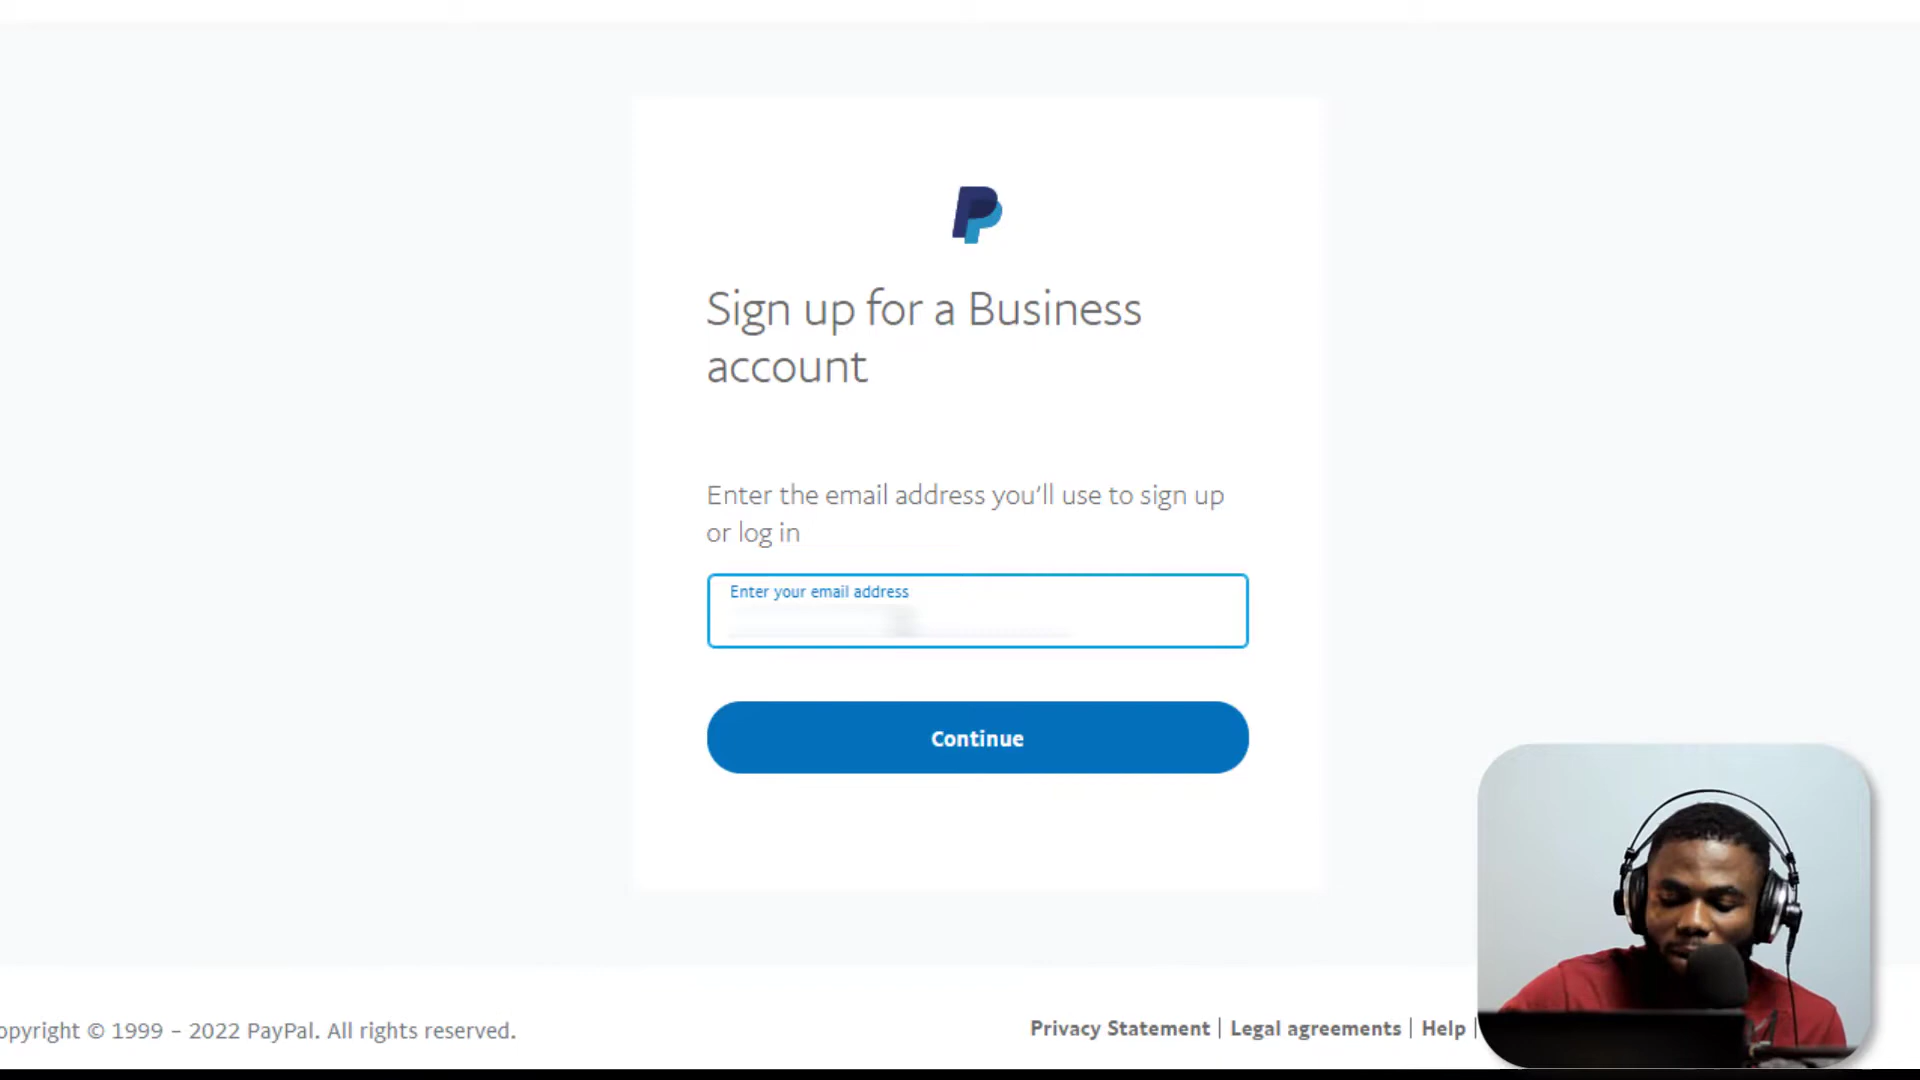 Sign up for a Business
account
Enter the email address you'll use to sign up
or log in
Enter your email address
Continue
opyright © 1999 – 2022 PayPal. All rights reserved.
Privacy Statement | Legal agreements | Help |